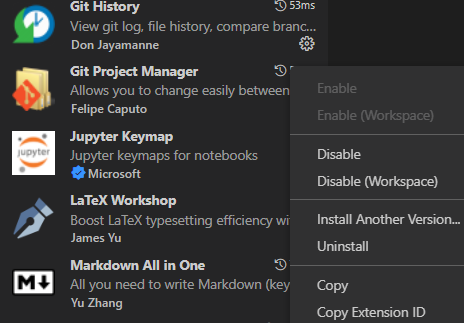 Git History
53ms
View git log, file history, compare branc...
Don Jayamanne
Git Project Manager
Allows you to change easily between
Felipe Caputo
Jupyter Keymap
Jupyter keymaps for notebooks
Microsoft
LaTeX Workshop
Boost LaTeX typesetting efficiency wi
James Yu
Markdown All in One
All you need to write Markdown (key
Yu Zhang
jupyter
M
Enable
Enable (Workspace)
Disable
Disable (Workspace)
Install Another Version...
Uninstall
Copy
Copy Extension ID